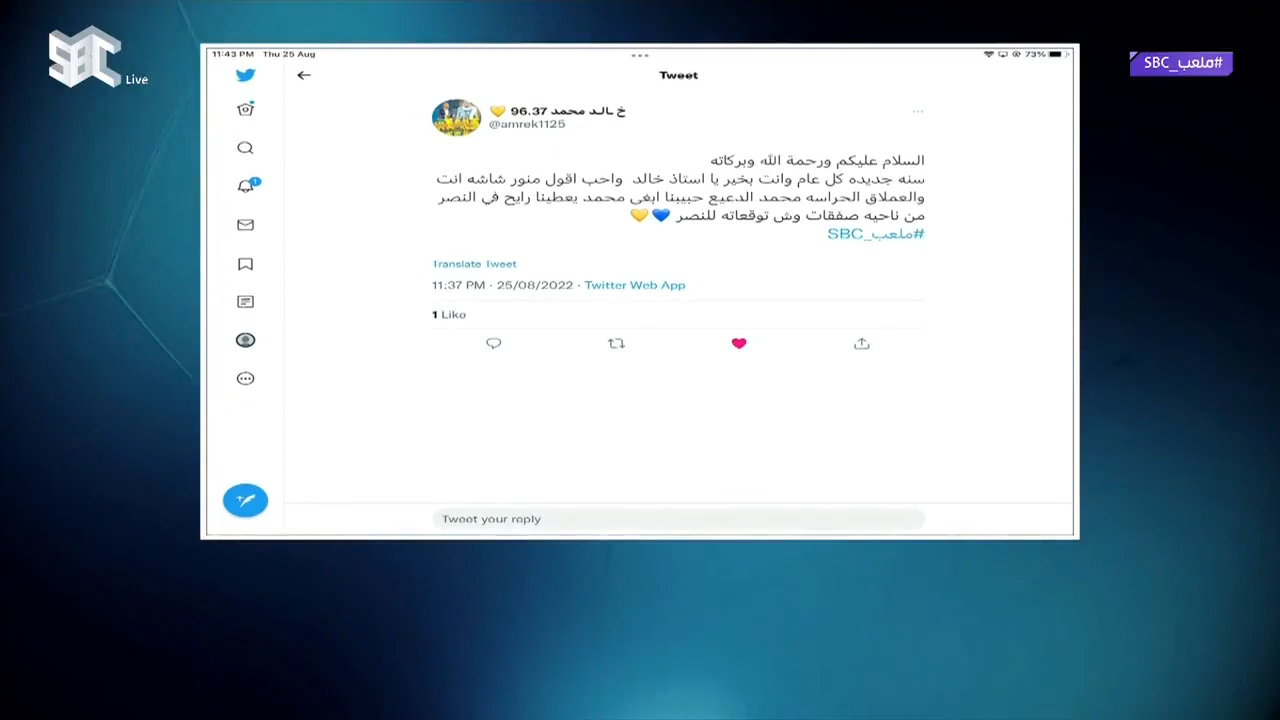 SBC
Live
#ملعب_SBC
11:43 PM Thu 25 Aug
73%
Tweet
خ ـالـد محمد 96.37 💛
@amrek1125
السلام عليكم ورحمة الله وبركاته
سنه جديده كل عام وانت بخير يا استاذ خالد واحب اقول منور شاشه انت
والعملاق الحراسه محمد الدعيع حبيبنا ابغى محمد يعطينا رايح في النصر
من ناحيه صفقات وش توقعاته للنصر 💙 💛
#ملعب_SBC
Translate Tweet
11:37 PM · 25/08/2022 · Twitter Web App
1 Like
Tweet your reply
1